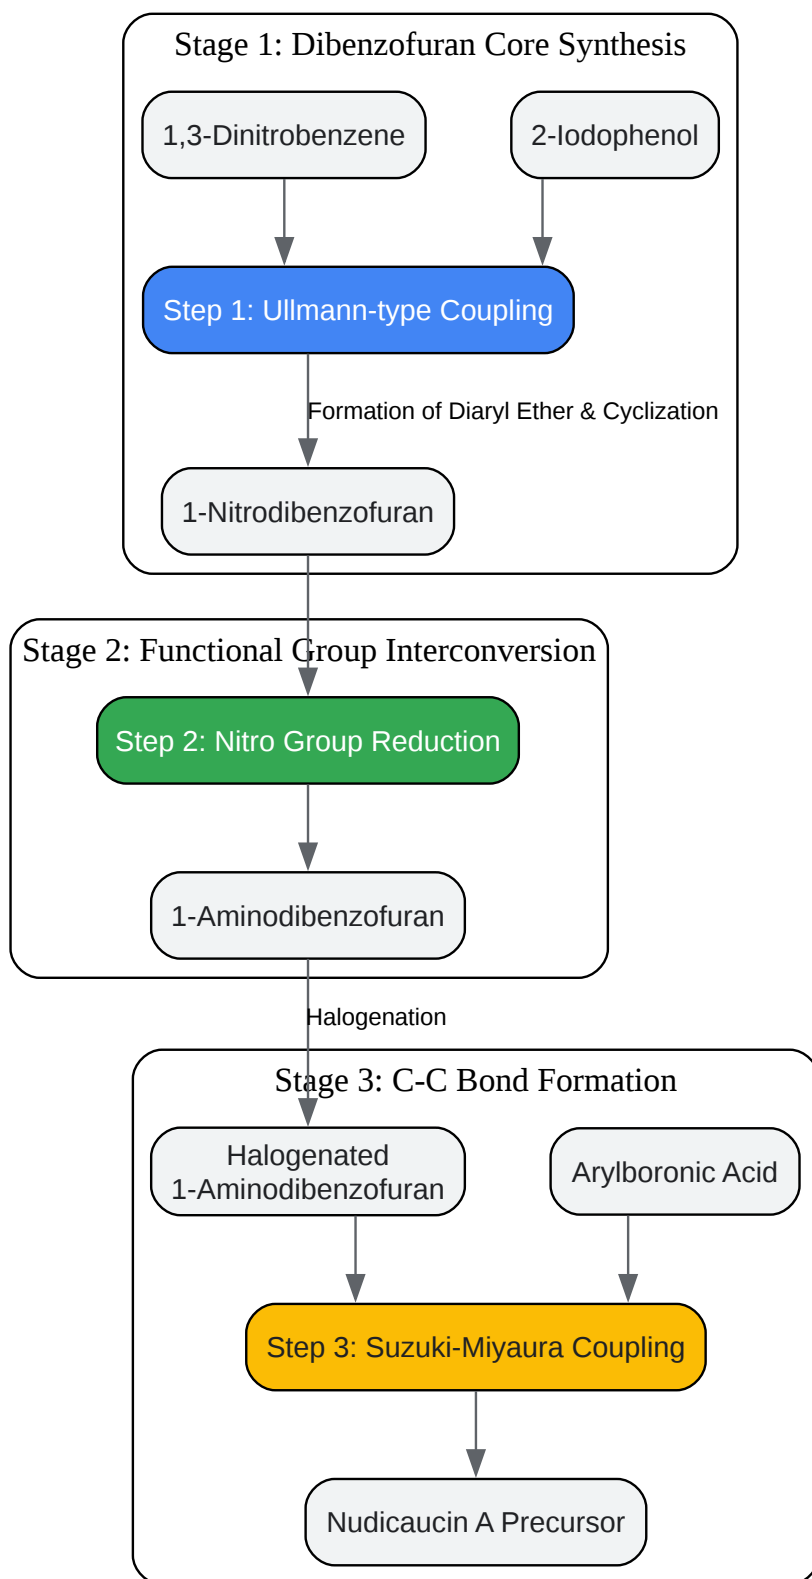 Stage 1: Dibenzofuran Core Synthesis
1,3-Dinitrobenzene
2-Iodophenol
Step 1: Ullmann-type Coupling
Formation of Diaryl Ether & Cyclization
1-Nitrodibenzofuran
Stage 2: Functional Group Interconversion
Step 2: Nitro Group Reduction
1-Aminodibenzofuran
Halogenation
Stage 3: C-C Bond Formation
Halogenated
1-Aminodibenzofuran
Arylboronic Acid
Step 3: Suzuki-Miyaura Coupling
Nudicaucin A Precursor